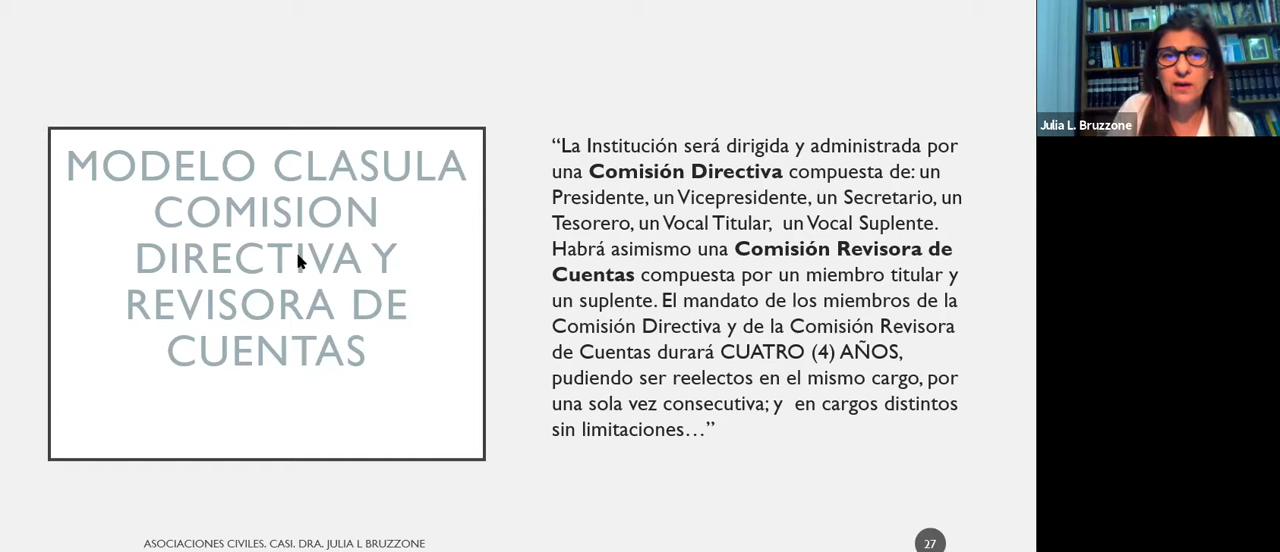 MODELO CLASULA
COMISION
DIRECTIVA Y
REVISORA DE
CUENTAS
“La Institución será dirigida y administrada por
una Comisión Directiva compuesta de: un
Presidente, un Vicepresidente, un Secretario, un
Tesorero, un Vocal Titular, un Vocal Suplente.
Habrá asimismo una Comisión Revisora de
Cuentas compuesta por un miembro titular y
un suplente. El mandato de los miembros de la
Comisión Directiva y de la Comisión Revisora
de Cuentas durará CUATRO (4) AÑOS,
pudiendo ser reelectos en el mismo cargo, por
una sola vez consecutiva; y en cargos distintos
sin limitaciones…”
ASOCIACIONES CIVILES. CASI. DRA. JULIA L BRUZZONE
27
Julia L. Bruzzone